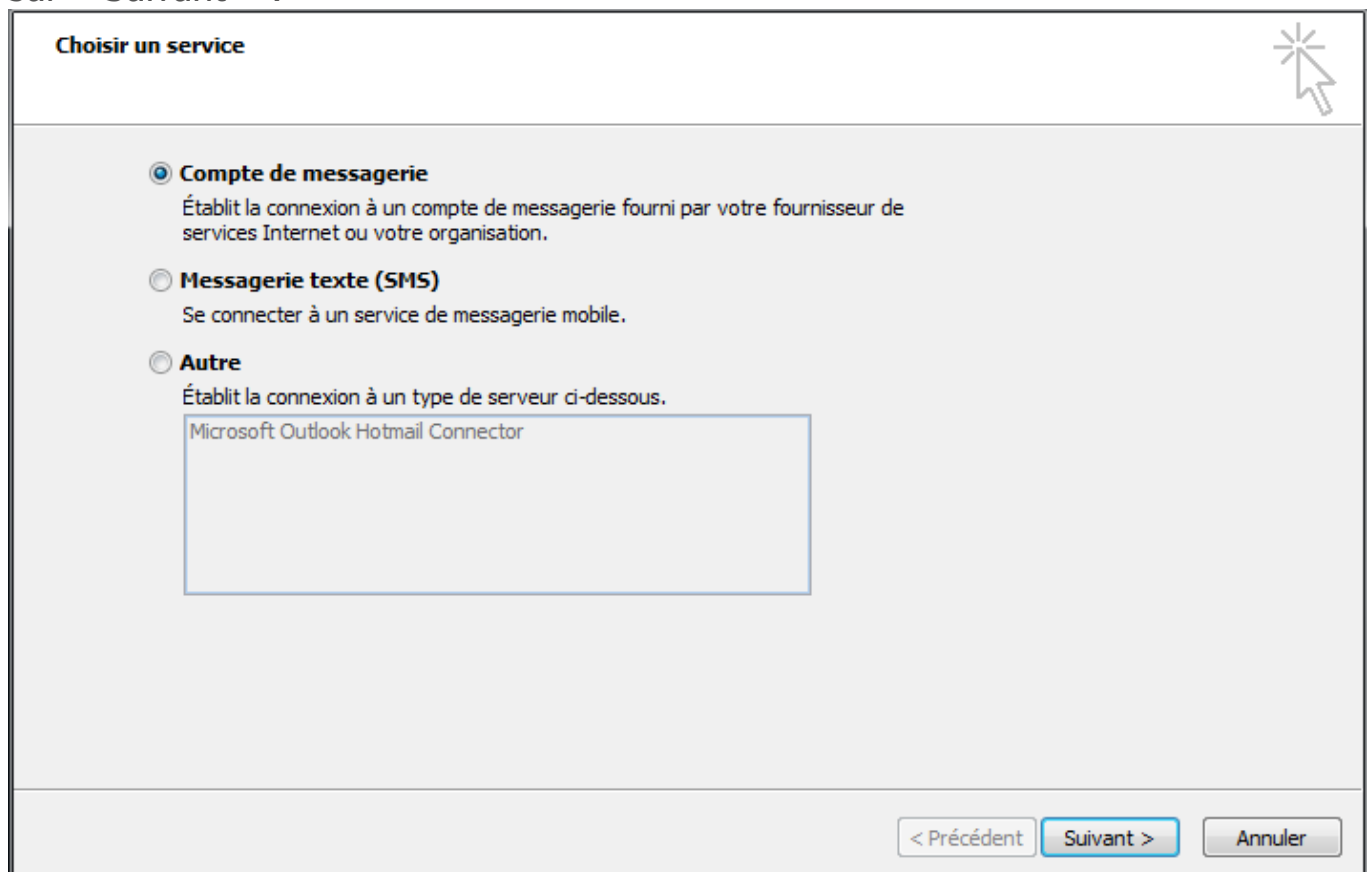 Choisir un service
Compte de messagerie
Établit la connexion à un compte de messagerie fourni par votre fournisseur de
services Internet ou votre organisation.
Messagerie texte (SMS)
Se connecter à un service de messagerie mobile.
Autre
Établit la connexion à un type de serveur ci-dessous.
Microsoft Outlook Hotmail Connector
< Précédent Suivant > Annuler